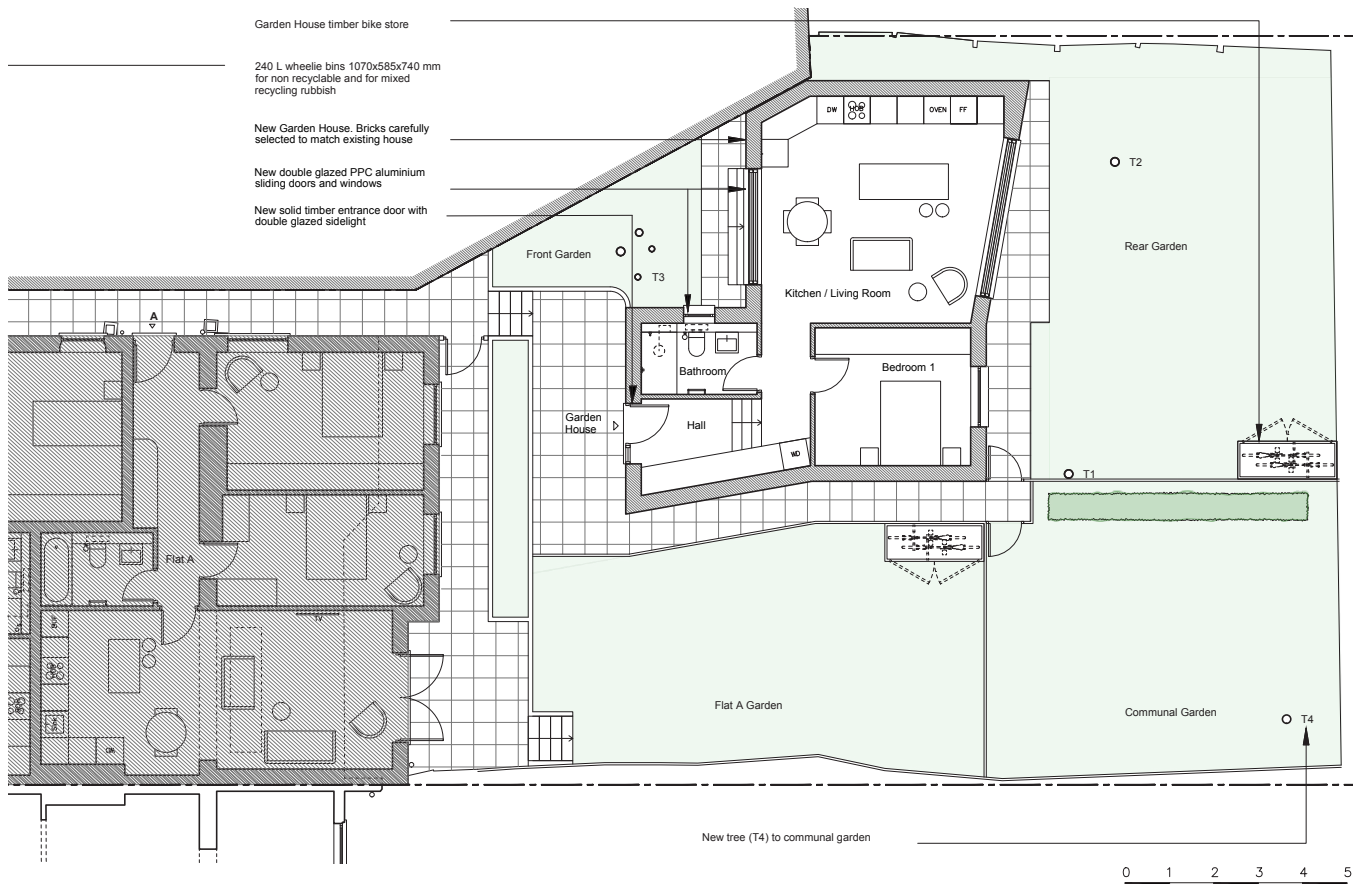 Garden House timber bike store
240 L wheelie bins 1070x585x740 mm
for non recyclable and for mixed
recycling rubbish
New Garden House. Bricks carefully
selected to match existing house
New double glazed PPC aluminium
sliding doors and windows
New solid timber entrance door with
double glazed sidelight
DW
HOB
OVEN
FF
T2
Rear Garden
Front Garden
T3
Kitchen / Living Room
A
Bathroom
Bedroom 1
Garden
House
Hall
WD
T1
Flat A
TV
HOB
SINK
DW
Flat A Garden
Communal Garden
T4
New tree (T4) to communal garden
0 1 2 3 4 5